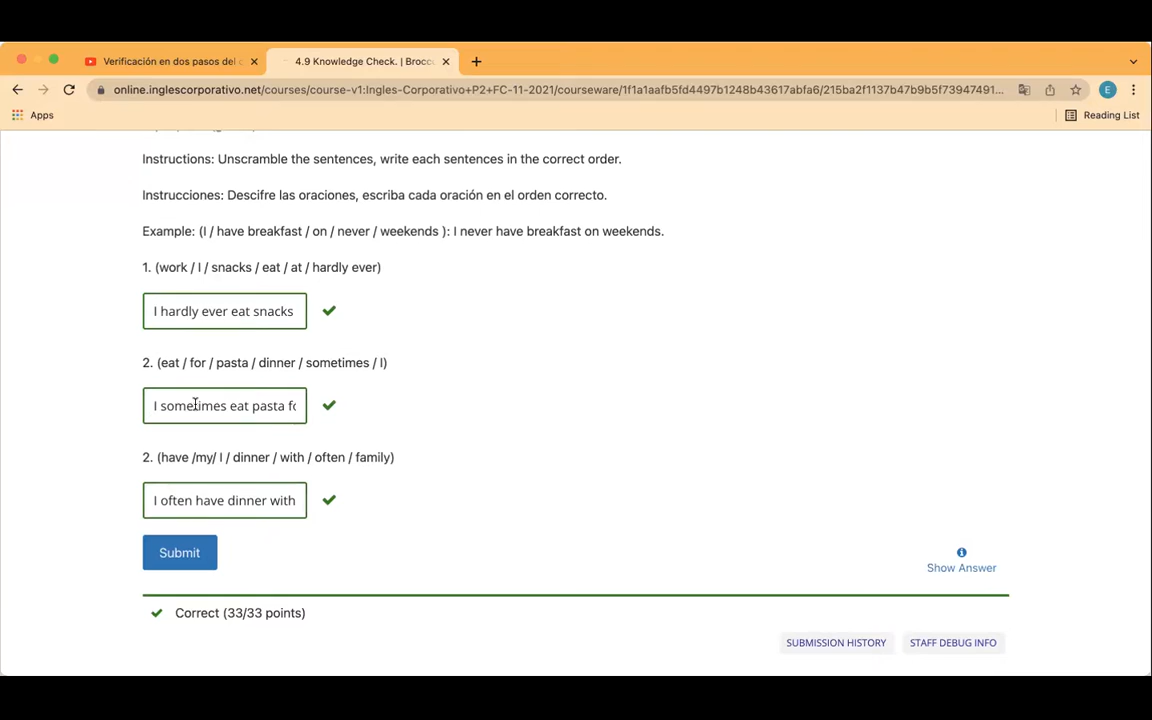 Verificación en dos pasos del
4.9 Knowledge Check. | Brocc
online.inglescorporativo.net/courses/course-v1:Ingles-Corporativo+P2+FC-11-2021/courseware/1f1a1aafb5fd4497b1248b43617abfa6/215ba2f1137b47b9b5f73947491...
E
Apps
Reading List
Instructions: Unscramble the sentences, write each sentences in the correct order.
Instrucciones: Descifre las oraciones, escriba cada oración en el orden correcto.
Example: (I / have breakfast / on / never / weekends ): I never have breakfast on weekends.
1. (work / I / snacks / eat / at / hardly ever)
I hardly ever eat snacks
2. (eat / for / pasta / dinner / sometimes / I)
I sometimes eat pasta fo
2. (have /my/ I / dinner / with / often / family)
I often have dinner with
Submit
Show Answer
Correct (33/33 points)
SUBMISSION HISTORY
STAFF DEBUG INFO